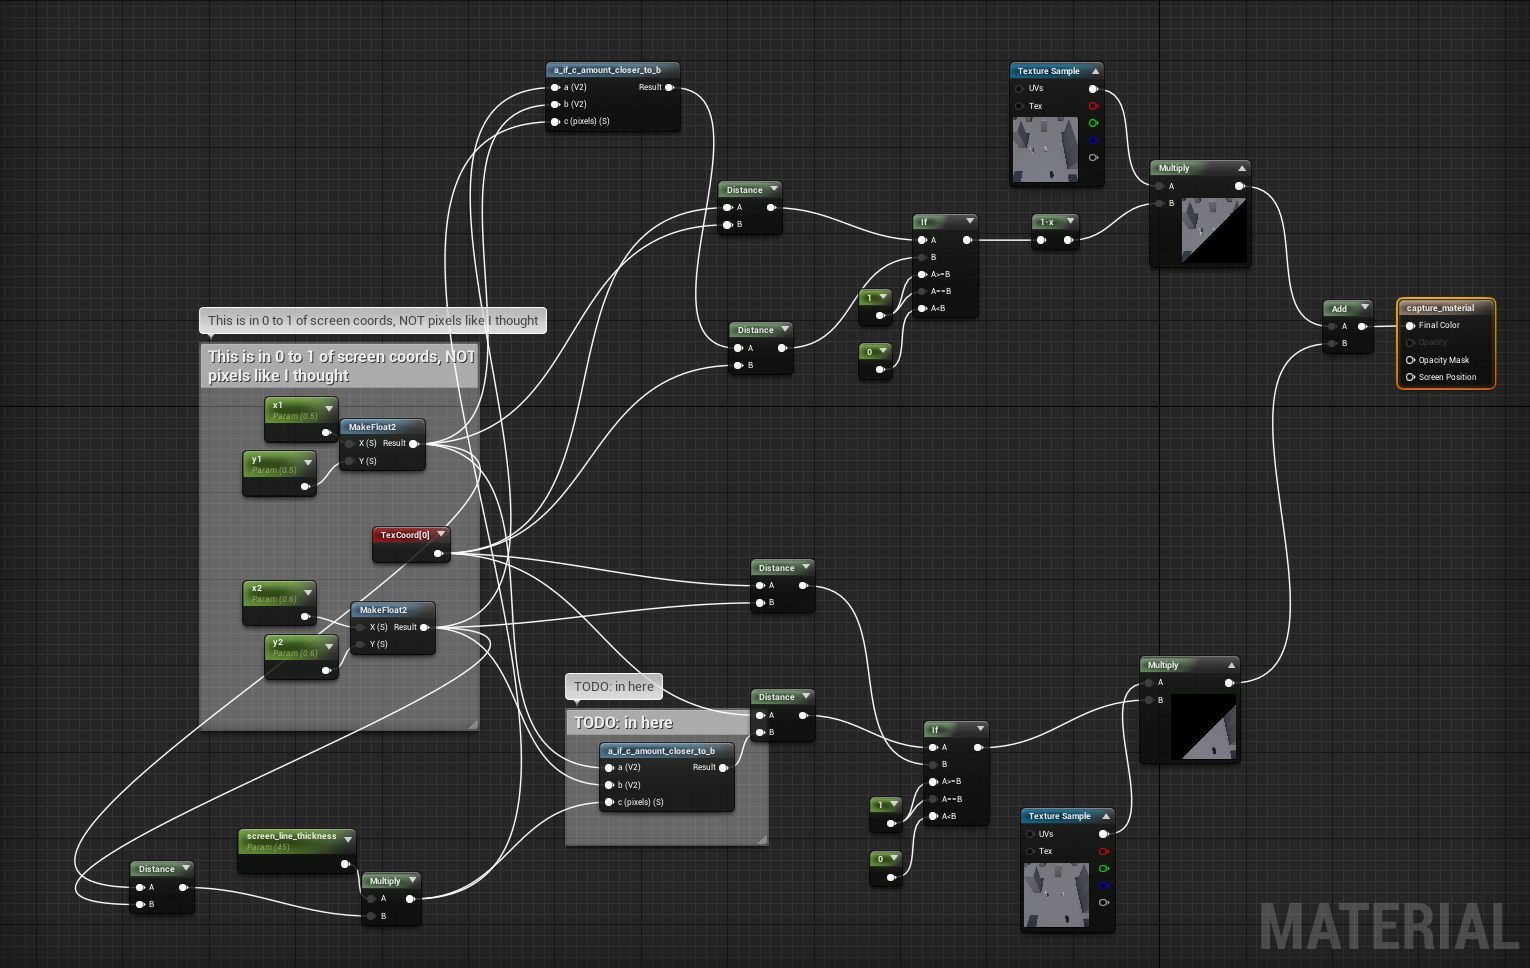 a_if_c_amount_closer_to_b
a (V2)
Result
b (V2)
c (pixels) (S)
Texture Sample
UVs
Tex
Multiply
A
B
Distance
A
B
If
A
B
A>=B
A==B
A<B
1-x
1
0
Distance
A
B
Add
A
B
capture_material
Final Color
Opacity
Opacity Mask
Screen Position
This is in 0 to 1 of screen coords, NOT pixels like I thought
This is in 0 to 1 of screen coords, NOT
pixels like I thought
x1
Param (0.5)
MakeFloat2
X (S)
Result
Y (S)
y1
Param (0.5)
TexCoord[0]
x2
Param (0.6)
MakeFloat2
X (S)
Result
Y (S)
y2
Param (0.6)
Distance
A
B
TODO: in here
TODO: in here
a_if_c_amount_closer_to_b
a (V2)
Result
b (V2)
c (pixels) (S)
Distance
A
B
If
A
B
A>=B
A==B
A<B
1
0
Multiply
A
B
Texture Sample
UVs
Tex
screen_line_thickness
Param (45)
Distance
A
B
Multiply
A
B
MATERIAL